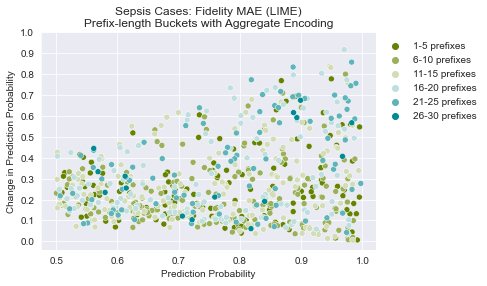 Sepsis Cases: Fidelity MAE (LIME)
Prefix-length Buckets with Aggregate Encoding
Change in Prediction Probability
1.0
0.9
0.8
0.7
0.6
0.5
0.4
0.3
0.2
0.1
0.0
0.5 0.6 0.7 0.8 0.9 1.0
Prediction Probability
1-5 prefixes
6-10 prefixes
11-15 prefixes
16-20 prefixes
21-25 prefixes
26-30 prefixes